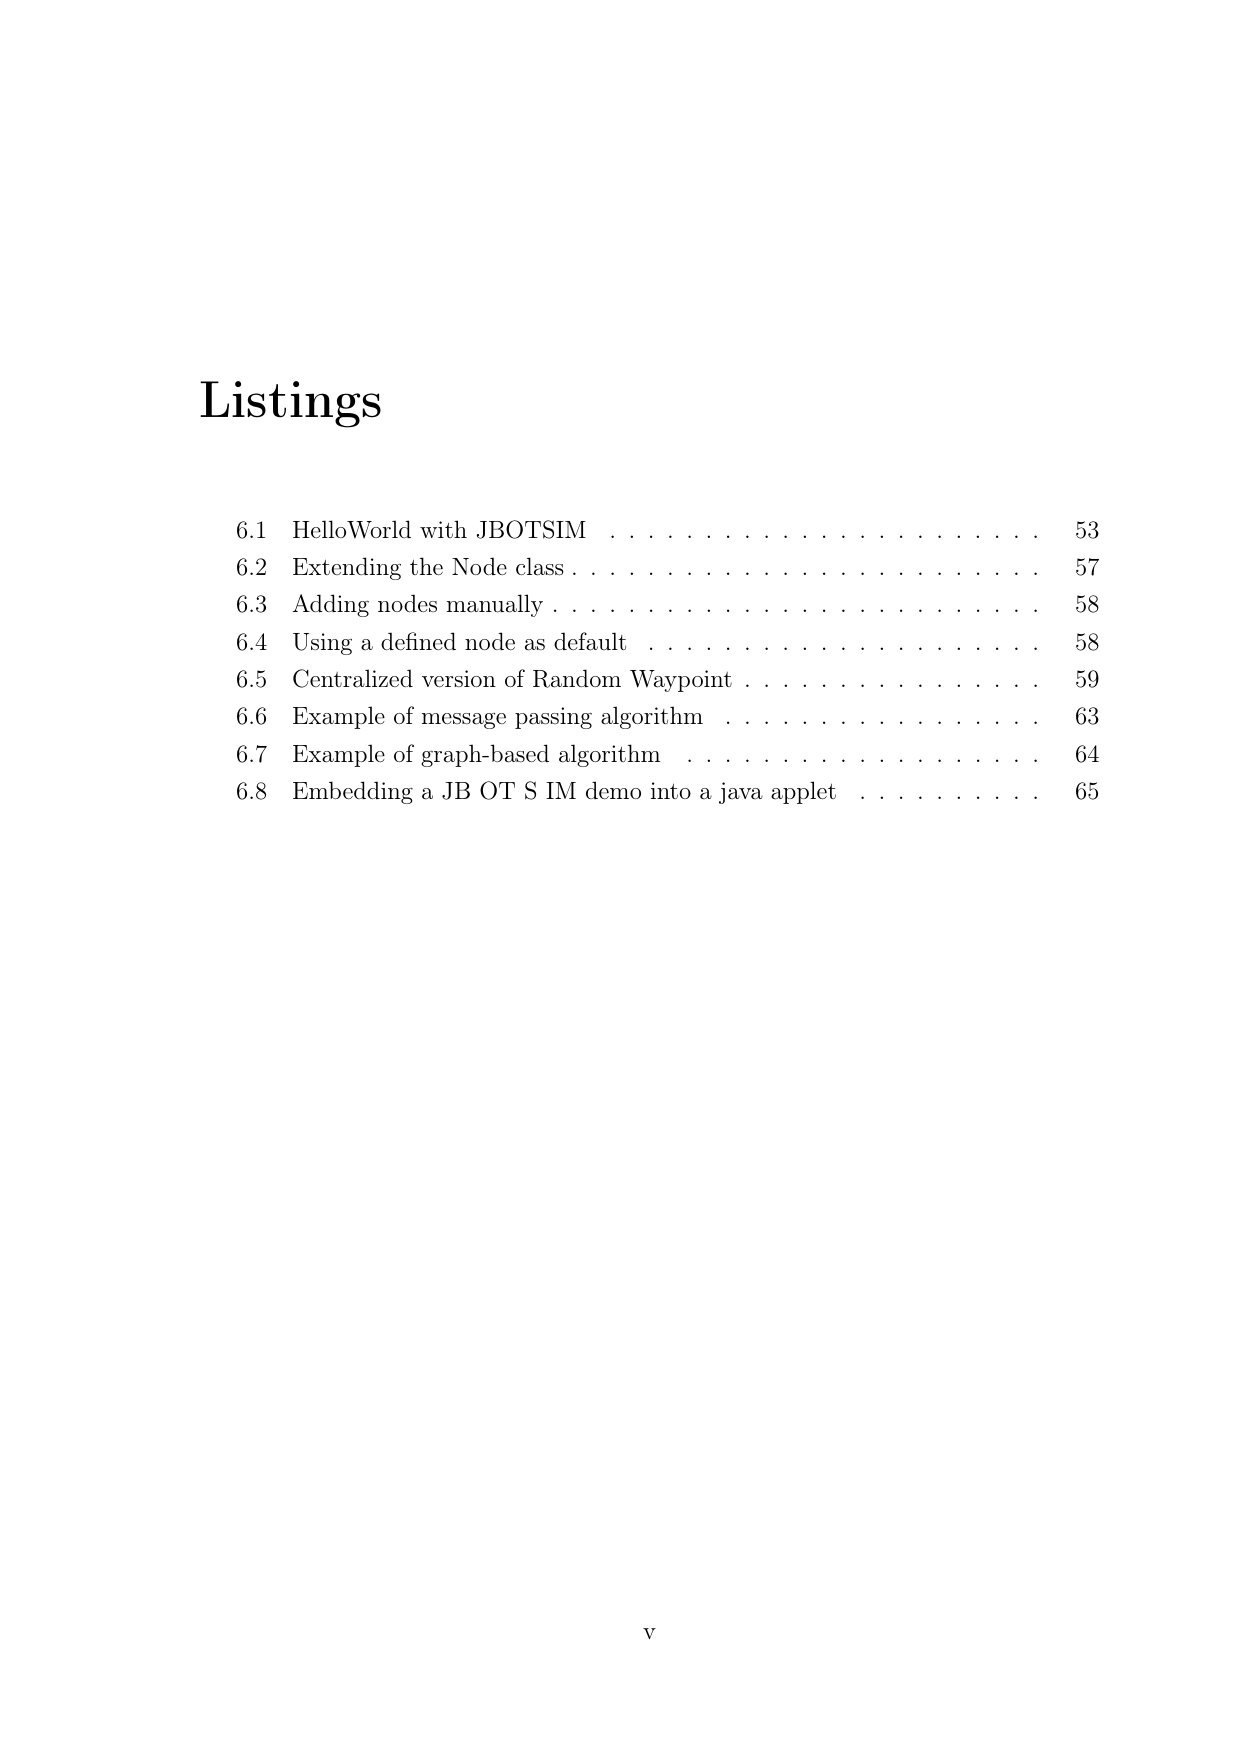 Listings
6.1 HelloWorld with JBOTSIM . . . . . . . . . . . . . . . . . . . . . . . 53
6.2 Extending the Node class . . . . . . . . . . . . . . . . . . . . . . . . . 57
6.3 Adding nodes manually . . . . . . . . . . . . . . . . . . . . . . . . . . 58
6.4 Using a defined node as default . . . . . . . . . . . . . . . . . . . . . 58
6.5 Centralized version of Random Waypoint . . . . . . . . . . . . . . . . 59
6.6 Example of message passing algorithm . . . . . . . . . . . . . . . . . 63
6.7 Example of graph-based algorithm . . . . . . . . . . . . . . . . . . . 64
6.8 Embedding a JB OT S IM demo into a java applet . . . . . . . . . . 65
v